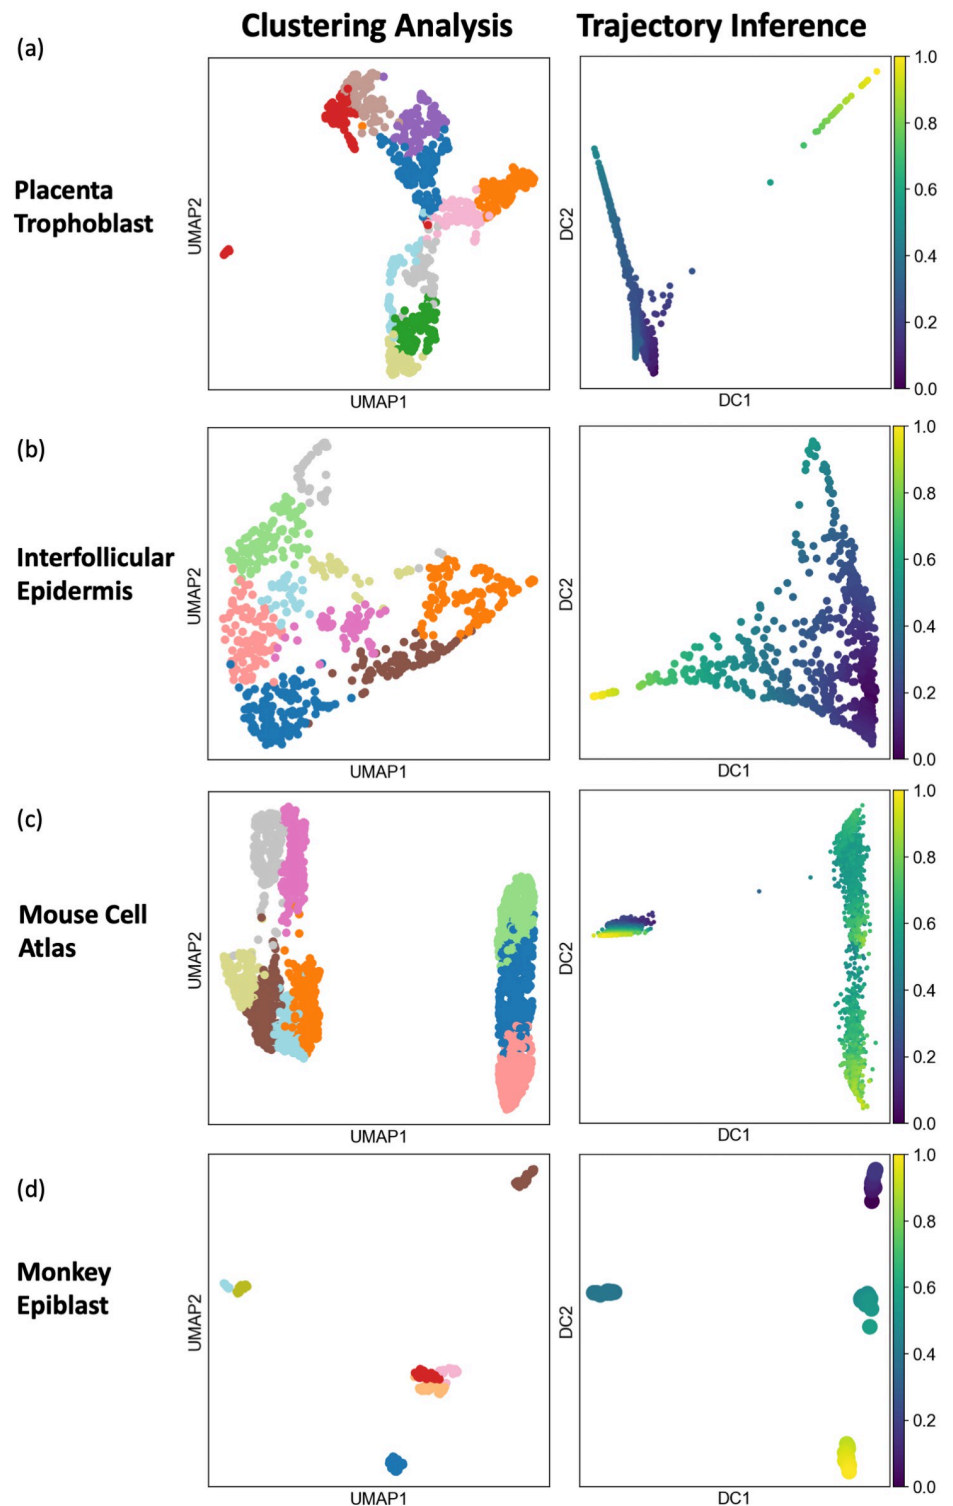 Clustering Analysis
Trajectory Inference
(a)
Placenta
Trophoblast
UMAP2
UMAP1
DC2
DC1
1.0
0.8
0.6
0.4
0.2
0.0
(b)
Interfollicular
Epidermis
UMAP2
UMAP1
DC2
DC1
1.0
0.8
0.6
0.4
0.2
0.0
(c)
Mouse Cell
Atlas
UMAP2
UMAP1
DC2
DC1
1.0
0.8
0.6
0.4
0.2
0.0
(d)
Monkey
Epiblast
UMAP2
UMAP1
DC2
DC1
1.0
0.8
0.6
0.4
0.2
0.0